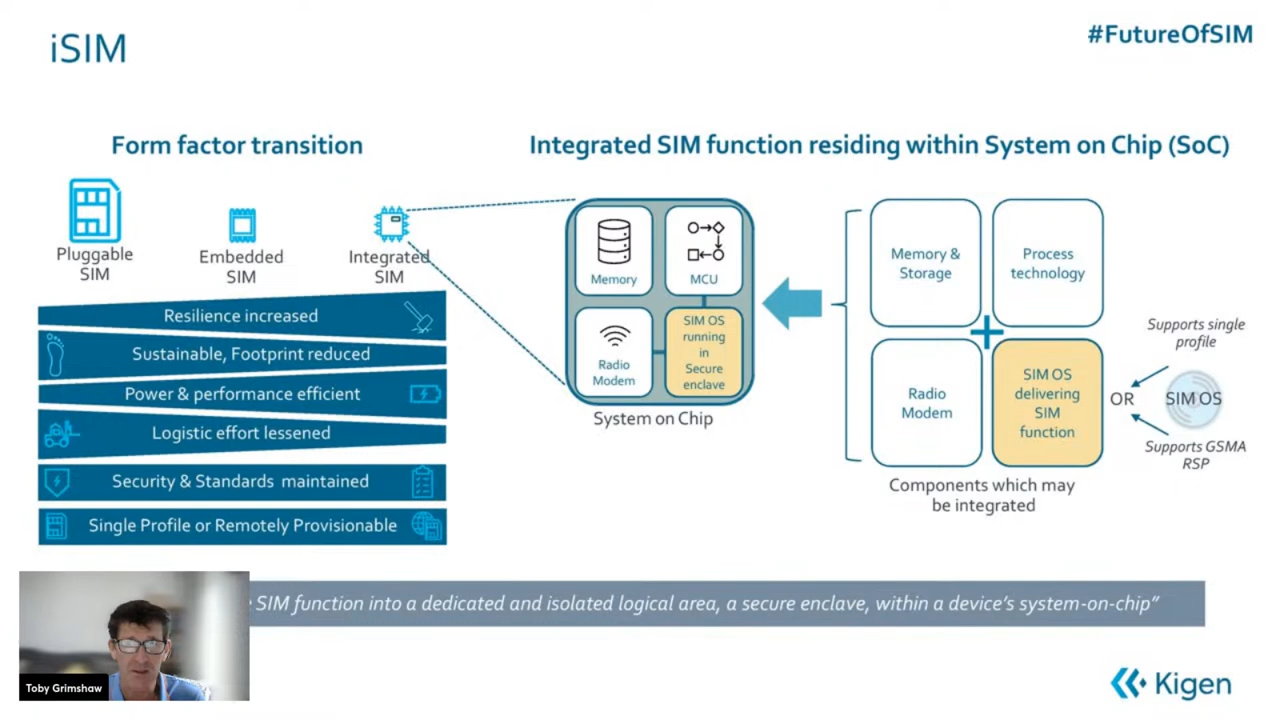 iSIM
#FutureOfSIM
Form factor transition
Integrated SIM function residing within System on Chip (SoC)
Pluggable
SIM
Embedded
SIM
Integrated
SIM
Resilience increased
Sustainable, Footprint reduced
Power & performance efficient
Logistic effort lessened
Security & Standards maintained
Single Profile or Remotely Provisionable
Memory
MCU
Radio
Modem
SIM OS
running
in
Secure
enclave
System on Chip
Memory &
Storage
Process
technology
Radio
Modem
SIM OS
delivering
SIM
function
Components which may
be integrated
OR
Supports single
profile
SIM OS
Supports GSMA
RSP
SIM function into a dedicated and isolated logical area, a secure enclave, within a device's system-on-chip”
Toby Grimshaw
Kigen